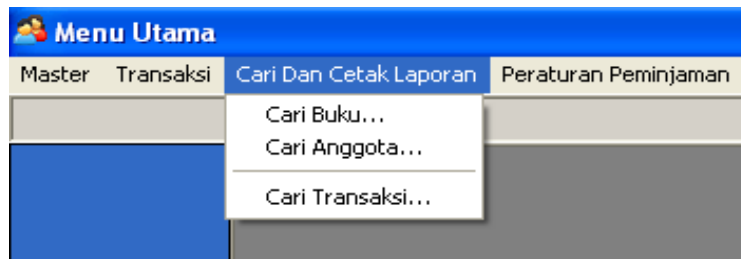 Menu Utama
Master Transaksi Cari Dan Cetak Laporan Peraturan Peminjaman
Cari Buku...
Cari Anggota...
Cari Transaksi...